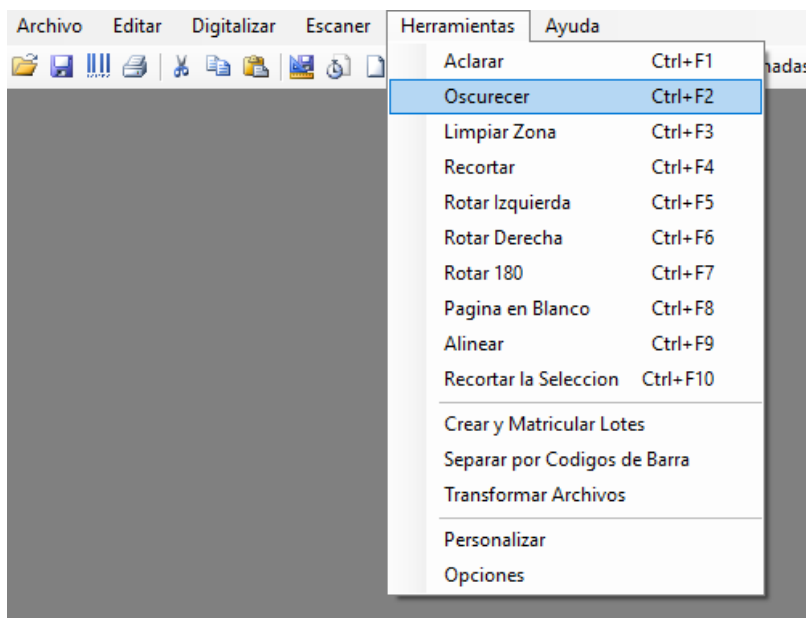 Archivo Editar Digitalizar Escaner Herramientas Ayuda
Aclarar Ctrl+F1
Oscurecer Ctrl+F2
Limpiar Zona Ctrl+F3
Recortar Ctrl+F4
Rotar Izquierda Ctrl+F5
Rotar Derecha Ctrl+F6
Rotar 180 Ctrl+F7
Pagina en Blanco Ctrl+F8
Alinear Ctrl+F9
Recortar la Seleccion Ctrl+F10
Crear y Matricular Lotes
Separar por Codigos de Barra
Transformar Archivos
Personalizar
Opciones